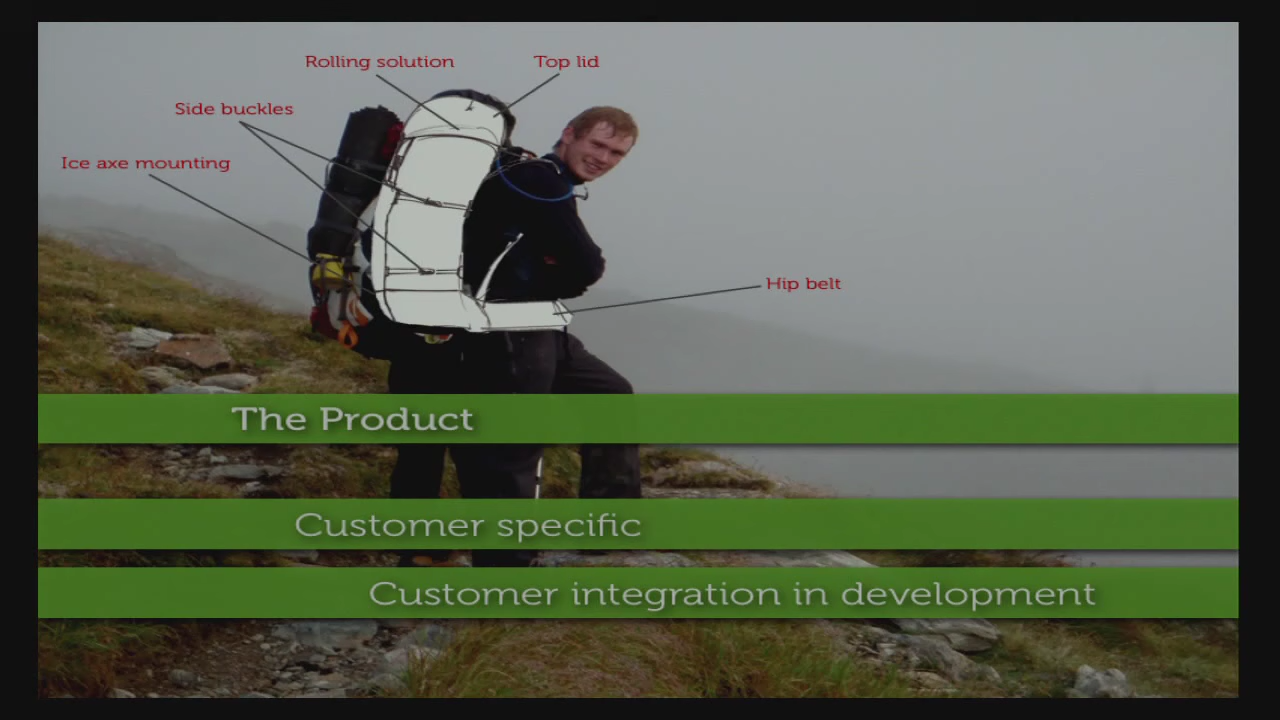 Rolling solution
Top lid
Side buckles
Ice axe mounting
Hip belt
The Product
Customer specific
Customer integration in development